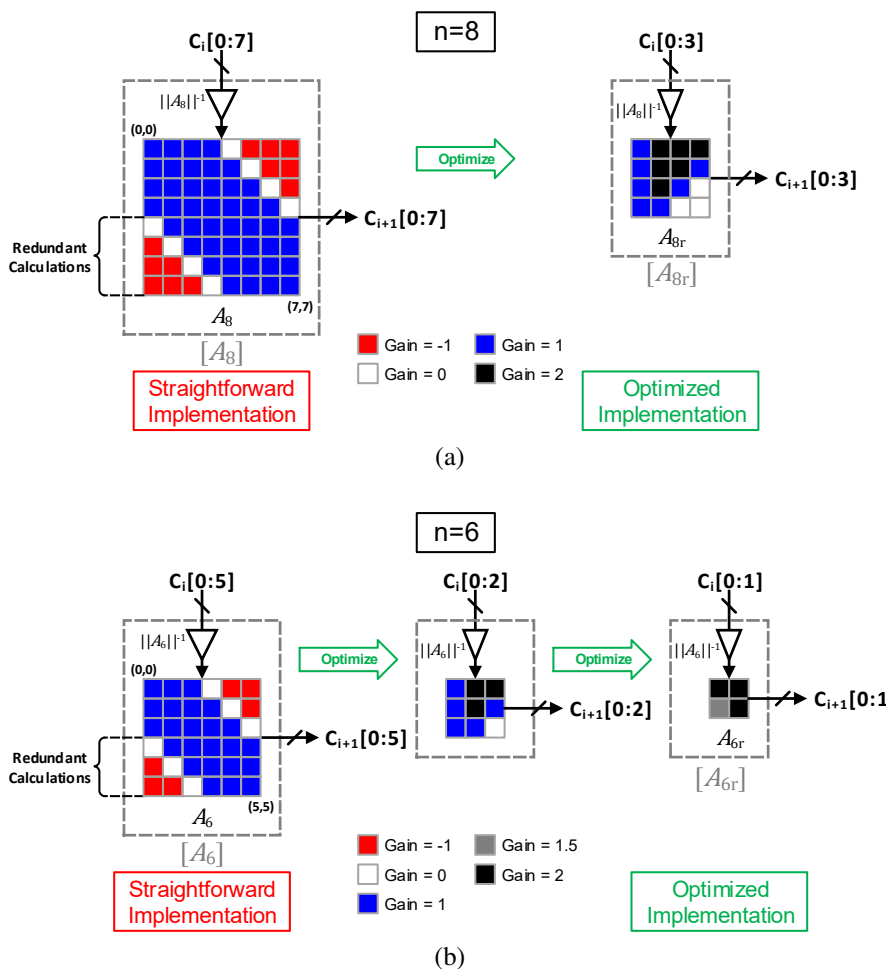 n=8
Cᵢ[0:7]
Cᵢ[0:3]
||A₈||⁻¹
||A₈||⁻¹
(0,0)
Optimize
Cᵢ₊₁[0:3]
Cᵢ₊₁[0:7]
Redundant
Calculations
A₈ᵣ
[A₈ᵣ]
(7,7)
A₈
[A₈]
Gain = -1
Gain = 1
Gain = 0
Gain = 2
Straightforward
Implementation
Optimized
Implementation
(a)
n=6
Cᵢ[0:5]
Cᵢ[0:2]
Cᵢ[0:1]
||A₆||⁻¹
||A₆||⁻¹
||A₆||⁻¹
Optimize
Optimize
(0,0)
Cᵢ₊₁[0:5]
Cᵢ₊₁[0:2]
Cᵢ₊₁[0:1
Redundant
Calculations
A₆ᵣ
[A₆ᵣ]
(5,5)
A₆
[A₆]
Gain = -1
Gain = 1.5
Gain = 0
Gain = 2
Gain = 1
Straightforward
Implementation
Optimized
Implementation
(b)